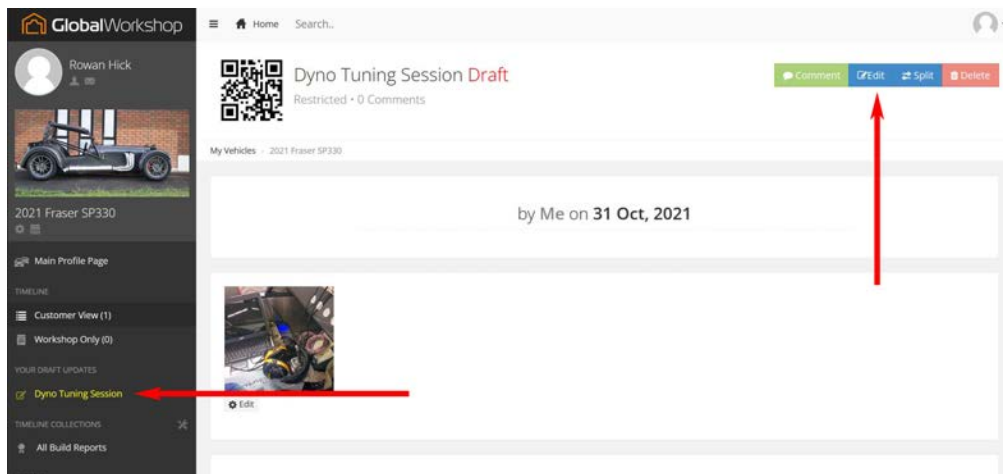 GlobalWorkshop
Home Search..
Rowan Hick
Dyno Tuning Session Draft
Restricted • 0 Comments
Comment
Edit
Split
Delete
My Vehicles - 2021 Fraser SP330
2021 Fraser SP330
by Me on 31 Oct, 2021
Main Profile Page
TIMELINE
Customer View (1)
Workshop Only (0)
YOUR DRAFT UPDATES
Dyno Tuning Session
Edit
TIMELINE COLLECTIONS
All Build Reports